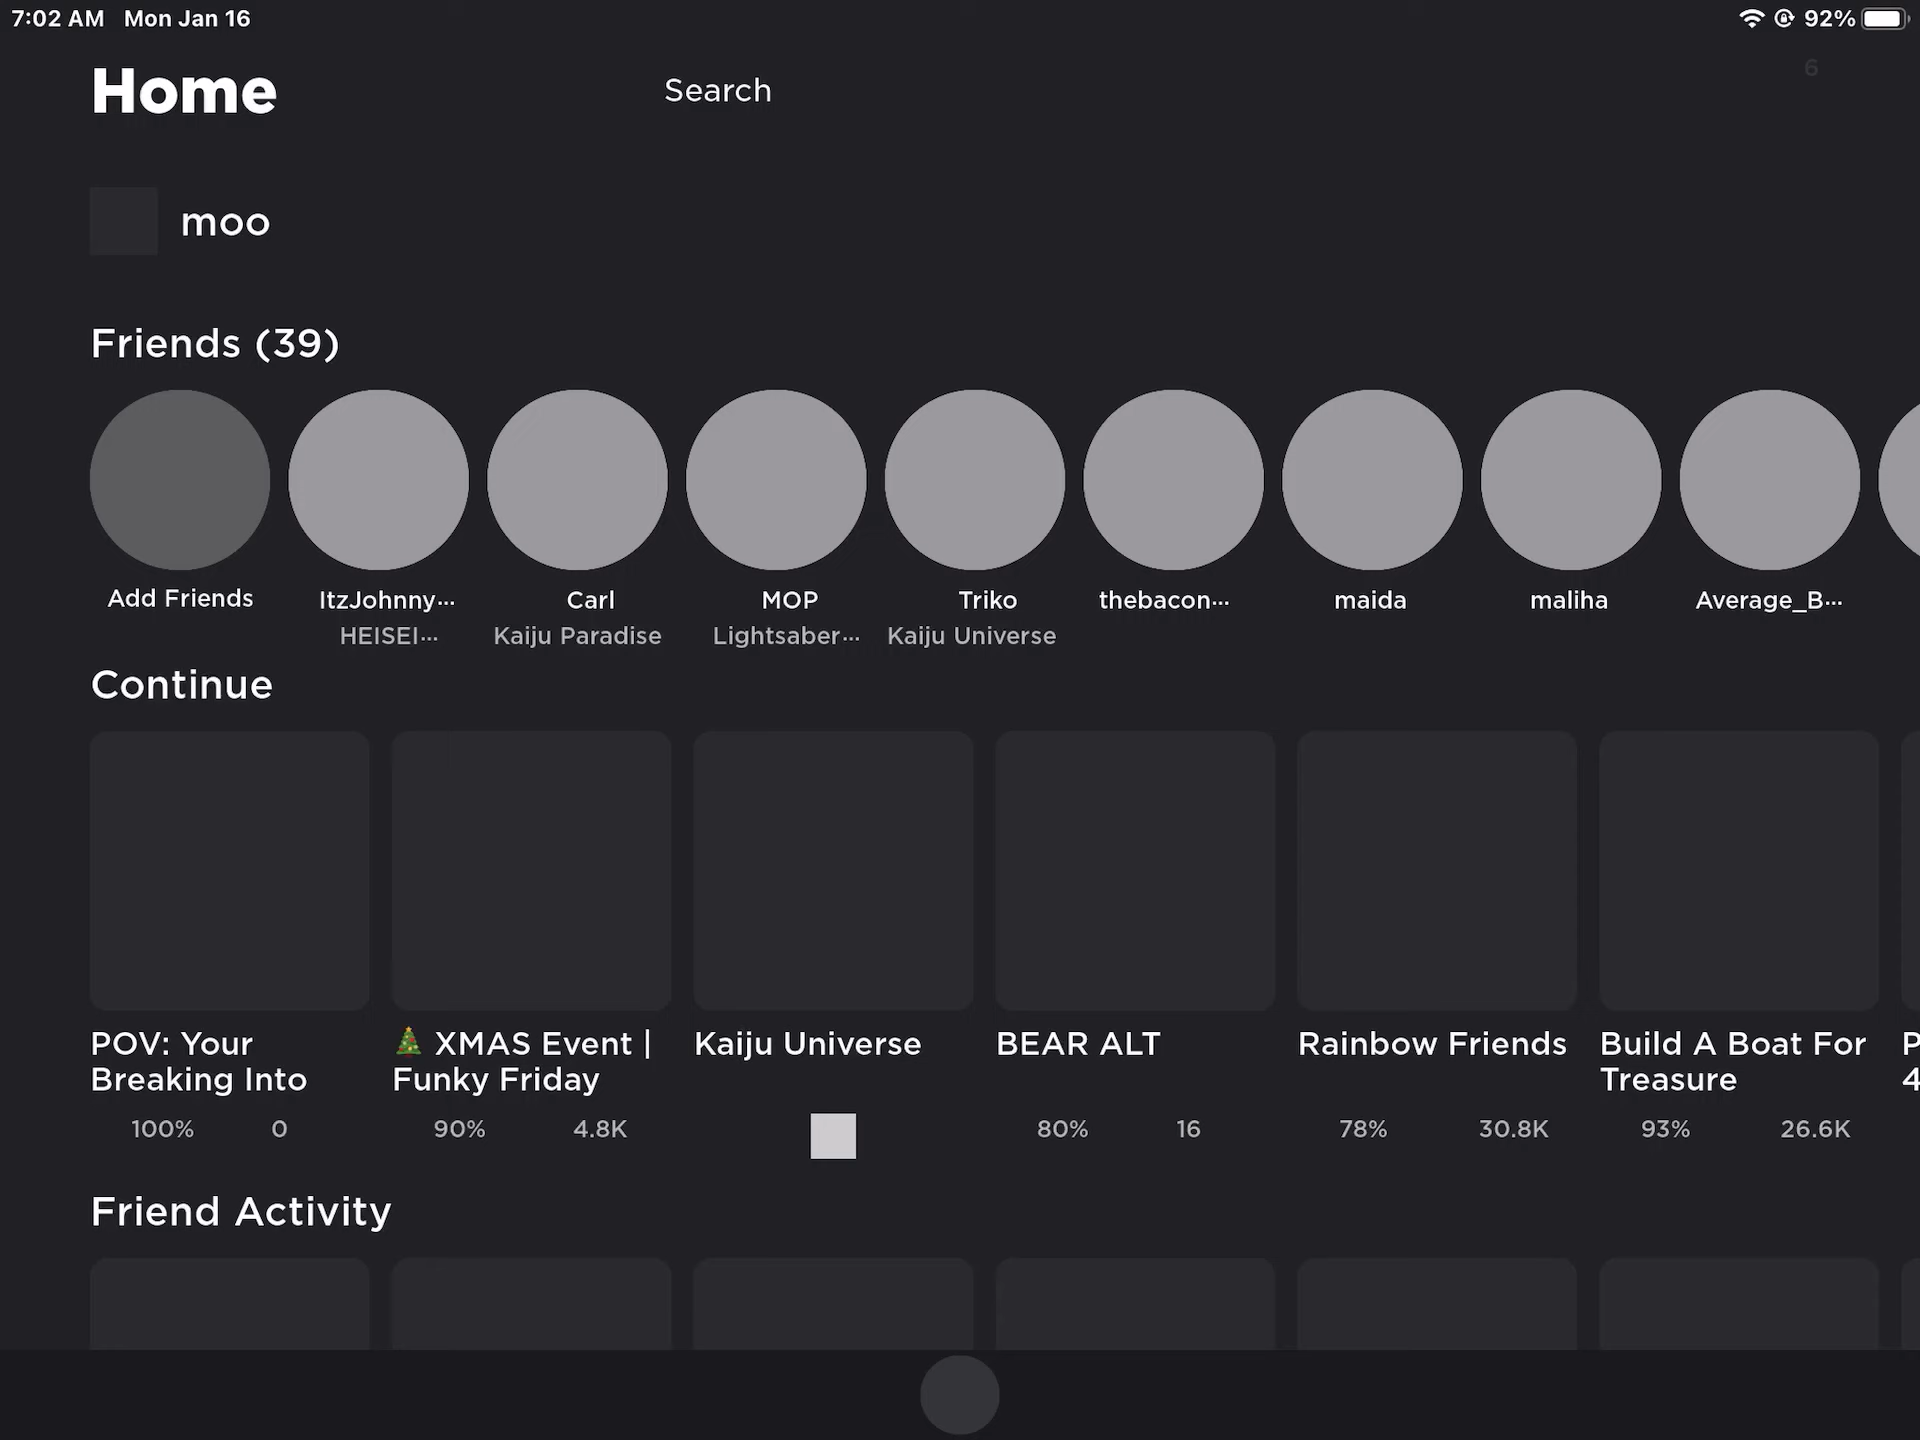 7:02 AM Mon Jan 16
92%
6
Home
Search
moo
Friends (39)
Add Friends
ItzJohnny...
Carl
MOP
Triko
thebacon...
maida
maliha
Average_B...
HEISEI...
Kaiju Paradise
Lightsaber...
Kaiju Universe
Continue
POV: Your
Breaking Into
🎄 XMAS Event |
Funky Friday
Kaiju Universe
BEAR ALT
Rainbow Friends
Build A Boat For
Treasure
P
4
100% 0
90% 4.8K
80% 16
78% 30.8K
93% 26.6K
Friend Activity